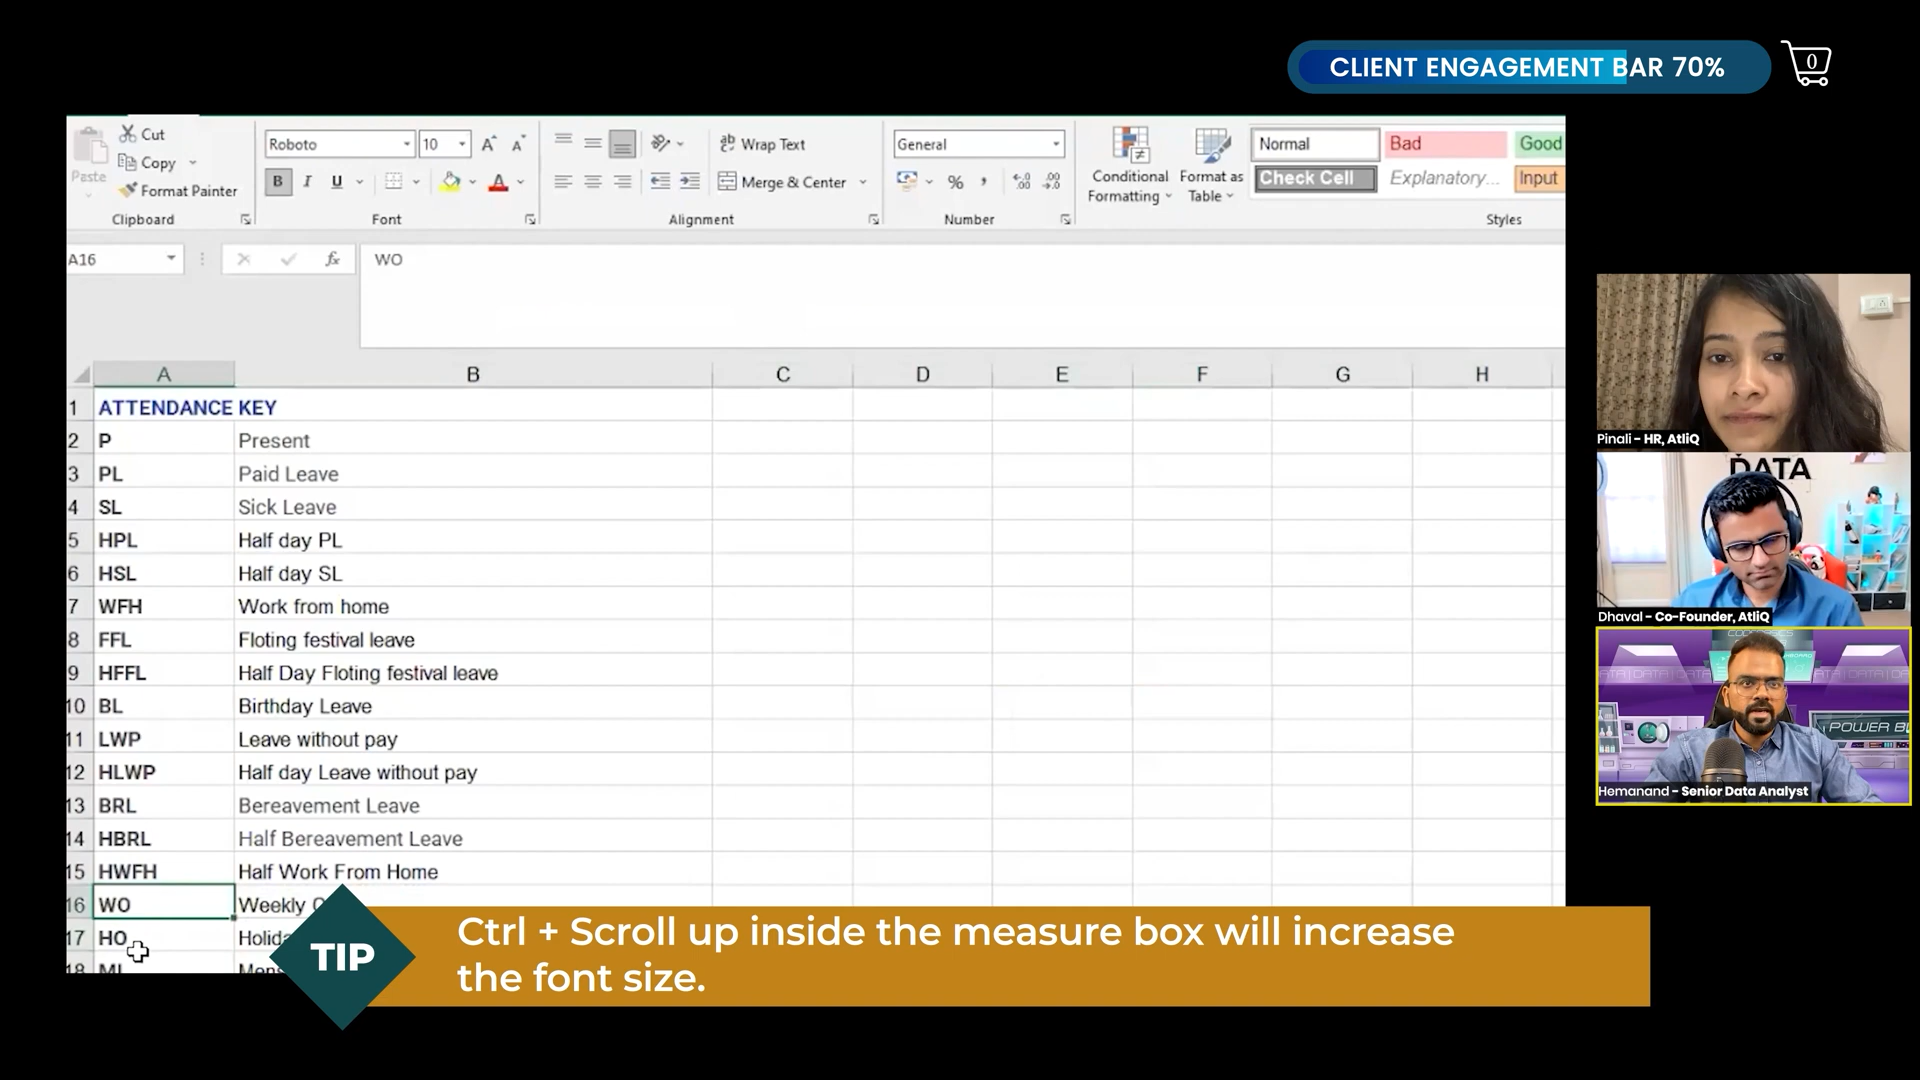 CLIENT ENGAGEMENT BAR 70%
0
Cut
Copy
Paste
Format Painter
Clipboard
Roboto
10
B I U
Font
Wrap Text
Merge & Center
Alignment
General
Number
Conditional Formatting
Format as Table
Normal
Bad
Good
Check Cell
Explanatory...
Input
Styles
A16
fx
WO
A B C D E F G H
1 ATTENDANCE KEY
2 P Present
3 PL Paid Leave
4 SL Sick Leave
5 HPL Half day PL
6 HSL Half day SL
7 WFH Work from home
8 FFL Floting festival leave
9 HFFL Half Day Floting festival leave
10 BL Birthday Leave
11 LWP Leave without pay
12 HLWP Half day Leave without pay
13 BRL Bereavement Leave
14 HBRL Half Bereavement Leave
15 HWFH Half Work From Home
16 WO Weekly
17 HO
18
TIP
Ctrl + Scroll up inside the measure box will increase
the font size.
Pinali - HR, AtliQ
DATA
Dhaval - Co-Founder, AtliQ
POWER B
Hemanand - Senior Data Analyst